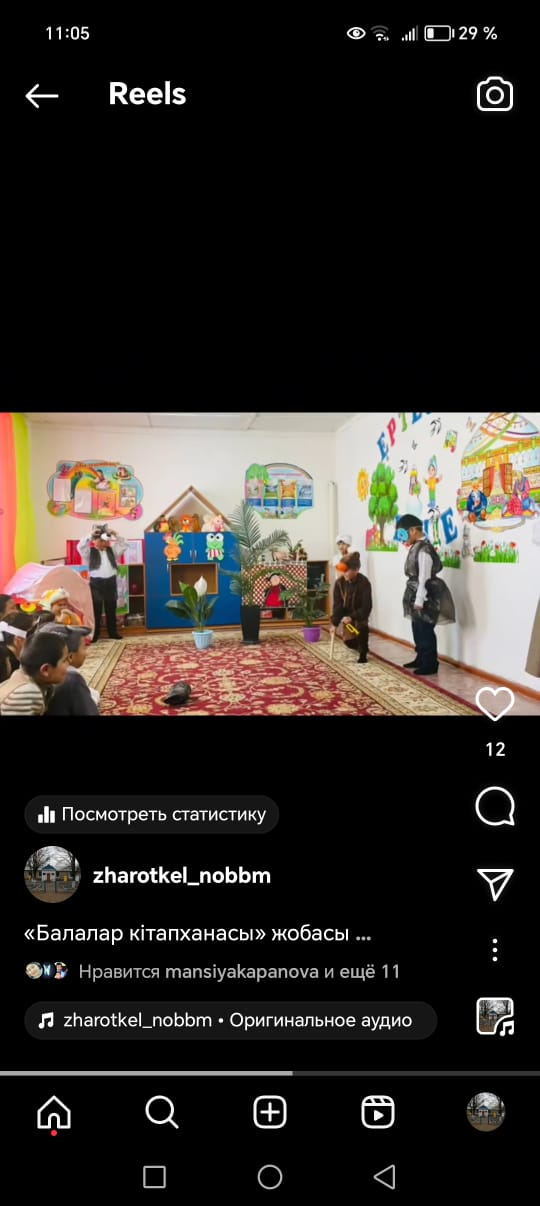 11:05
29 %
Reels
12
Посмотреть статистику
zharotkel_nobbm
«Балалар кітапханасы» жобасы ...
Нравится mansiyakapanova и ещё 11
zharotkel_nobbm • Оригинальное аудио